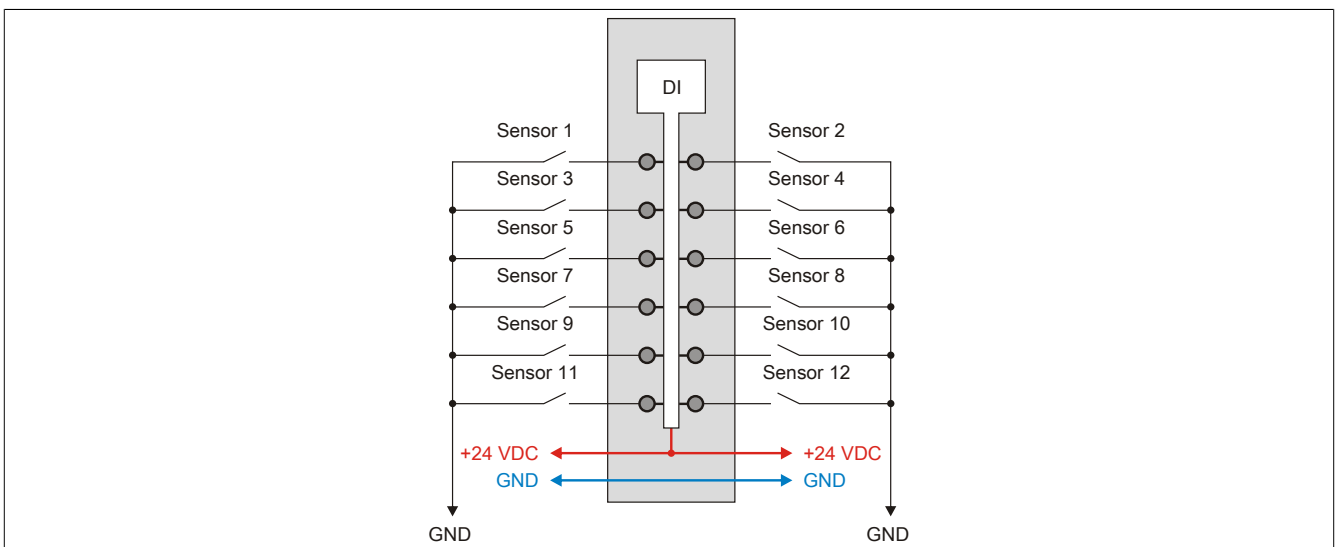 DI
Sensor 1 Sensor 2
Sensor 3 Sensor 4
Sensor 5 Sensor 6
Sensor 7 Sensor 8
Sensor 9 Sensor 10
Sensor 11 Sensor 12
+24 VDC +24 VDC
GND GND
GND GND